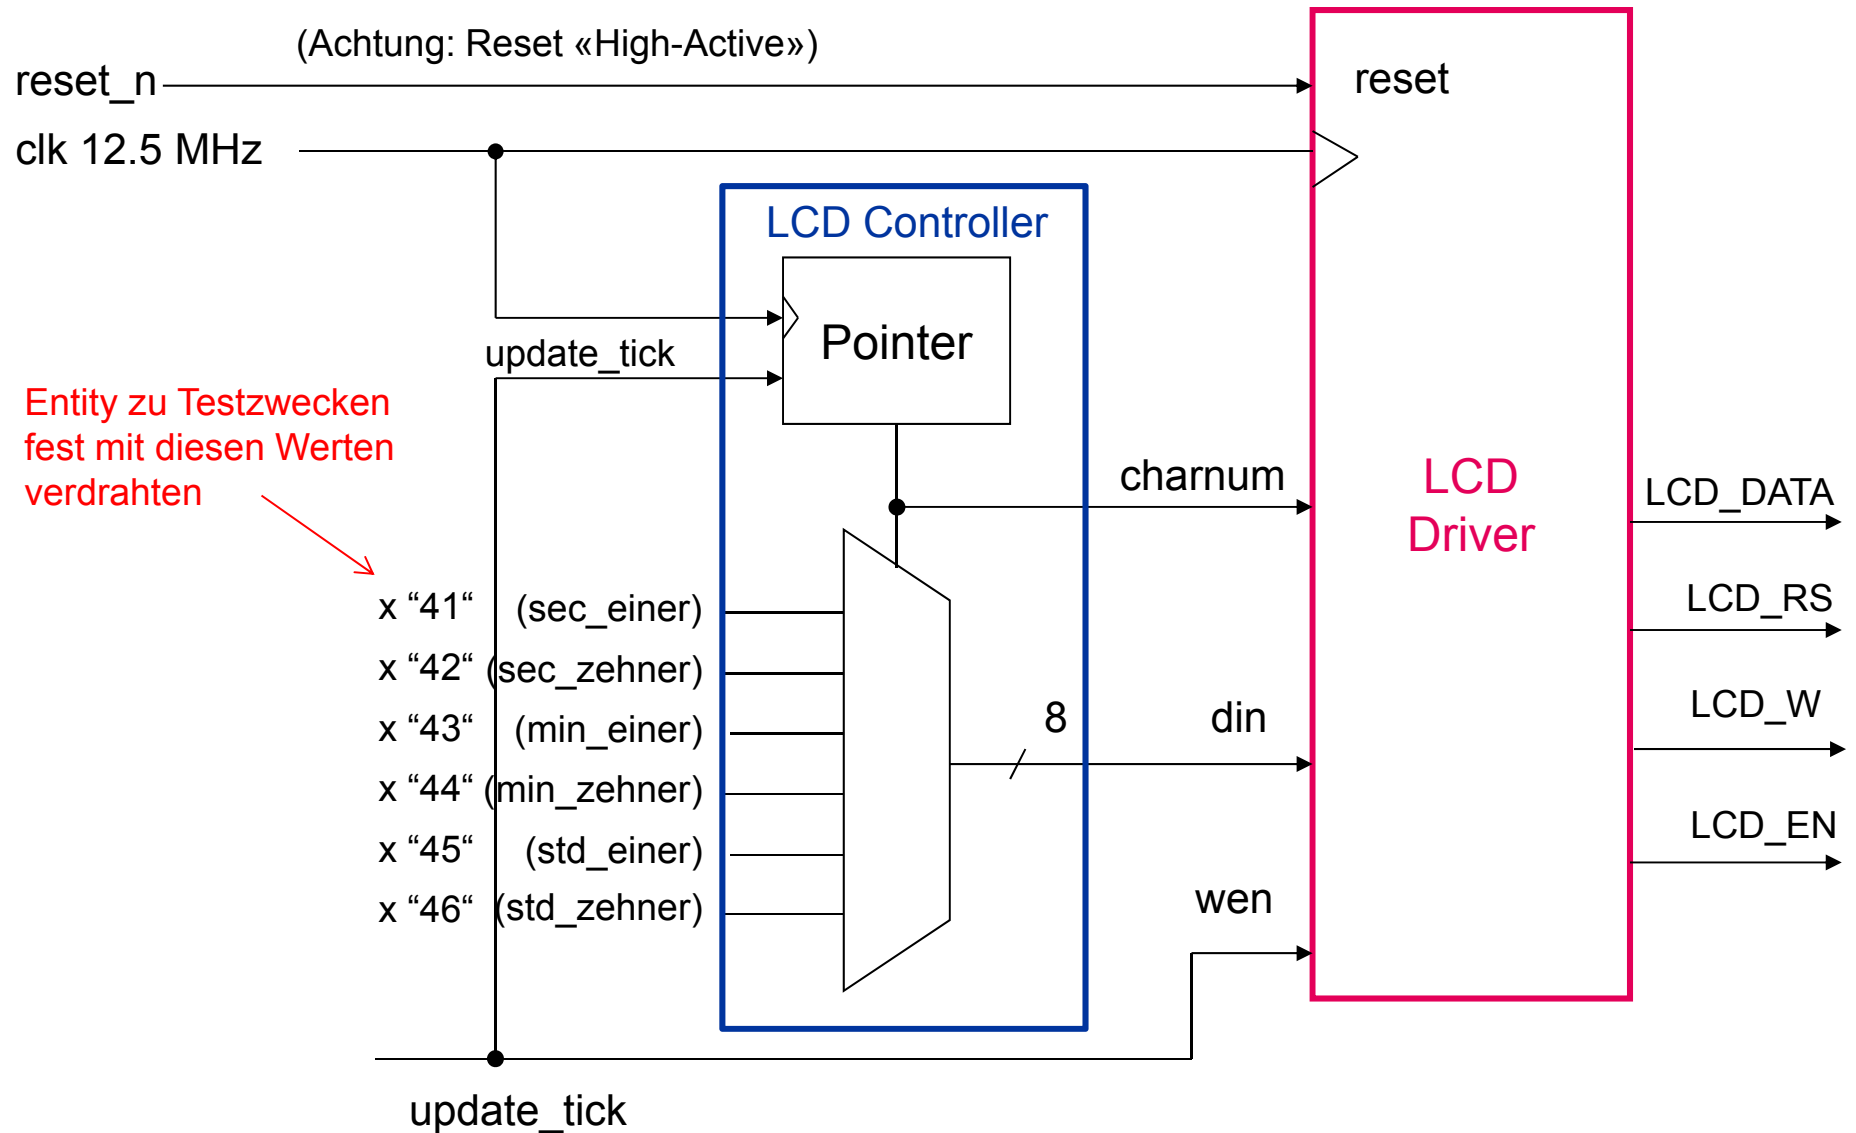 (Achtung: Reset «High-Active»)
reset_n
reset
clk 12.5 MHz
LCD Controller
Pointer
update_tick
Entity zu Testzwecken
fest mit diesen Werten
verdrahten
charnum
LCD
Driver
LCD_DATA
x “41“ (sec_einer)
LCD_RS
x “42“ (sec_zehner)
x “43“ (min_einer)
8
din
LCD_W
x “44“ (min_zehner)
x “45“ (std_einer)
LCD_EN
x “46“ (std_zehner)
wen
update_tick